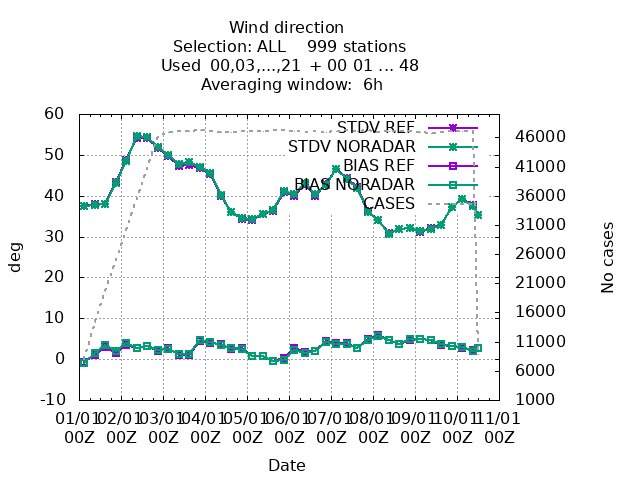 Wind direction
Selection: ALL    999 stations
Used  00,03,...,21  + 00 01 ... 48
Averaging window:  6h
60
50
40
30
20
10
0
-10
deg
STDV REF
STDV NORADAR
BIAS REF
BIAS NORADAR
CASES
46000
41000
36000
31000
26000
21000
16000
11000
6000
1000
No cases
01/01 02/01 03/01 04/01 05/01 06/01 07/01 08/01 09/01 10/01 11/01
00Z 00Z 00Z 00Z 00Z 00Z 00Z 00Z 00Z 00Z 00Z
Date